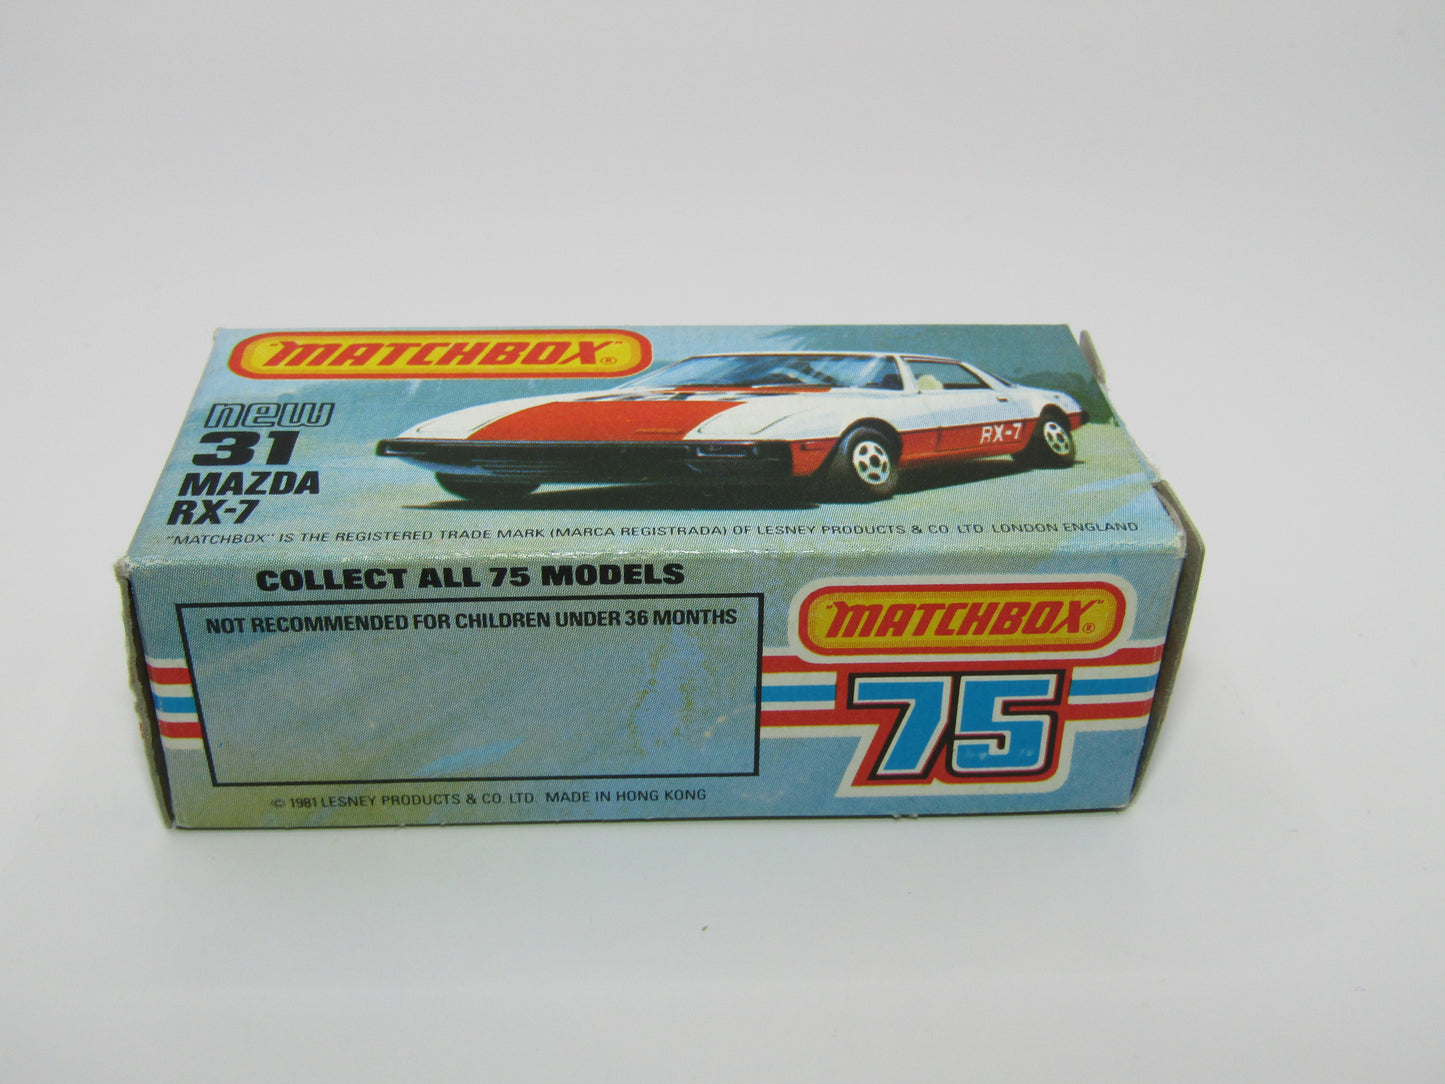 "MATCHBOX"®
new
31
MAZDA
RX-7
RX-7
"MATCHBOX" IS THE REGISTERED TRADE MARK (MARCA REGISTRADA) OF LESNEY PRODUCTS & CO. LTD. LONDON ENGLAND
COLLECT ALL 75 MODELS
NOT RECOMMENDED FOR CHILDREN UNDER 36 MONTHS
© 1981 LESNEY PRODUCTS & CO. LTD. MADE IN HONG KONG
"MATCHBOX"®
75